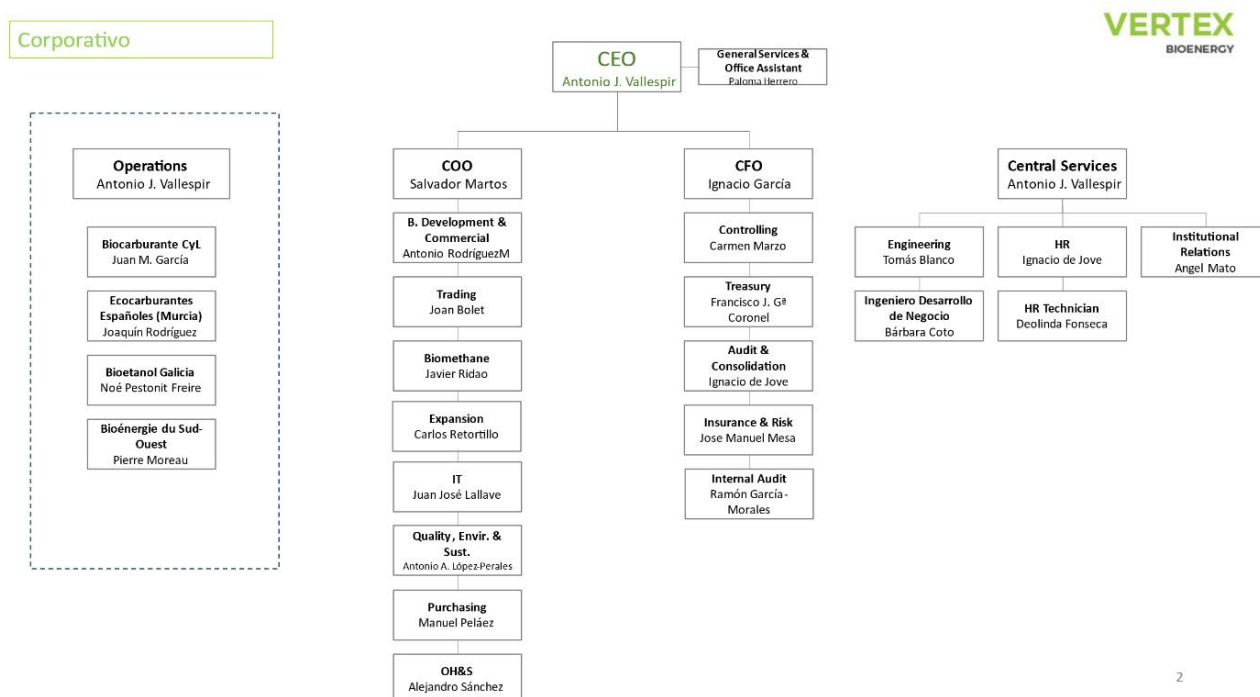 Corporativo
VERTEX
BIOENERGY
CEO
Antonio J. Vallespir
General Services &
Office Assistant
Paloma Herrero
Operations
Antonio J. Vallespir
Biocarburante CyL
Juan M. García
Ecocarburantes
Españoles (Murcia)
Joaquín Rodríguez
Bioetanol Galicia
Noé Pestonit Freire
Bioénergie du Sud-
Ouest
Pierre Moreau
COO
Salvador Martos
B. Development &
Commercial
Antonio RodríguezM
Trading
Joan Bolet
Biomethane
Javier Ridao
Expansion
Carlos Retortillo
IT
Juan José Lallave
Quality, Envir. &
Sust.
Antonio A. López-Perales
Purchasing
Manuel Peláez
OH&S
Alejandro Sánchez
CFO
Ignacio García
Controlling
Carmen Marzo
Treasury
Francisco J. Gª
Coronel
Audit &
Consolidation
Ignacio de Jove
Insurance & Risk
Jose Manuel Mesa
Internal Audit
Ramón García-
Morales
Central Services
Antonio J. Vallespir
Engineering
Tomás Blanco
Ingeniero Desarrollo
de Negocio
Bárbara Coto
HR
Ignacio de Jove
HR Technician
Deolinda Fonseca
Institutional
Relations
Angel Mato
2